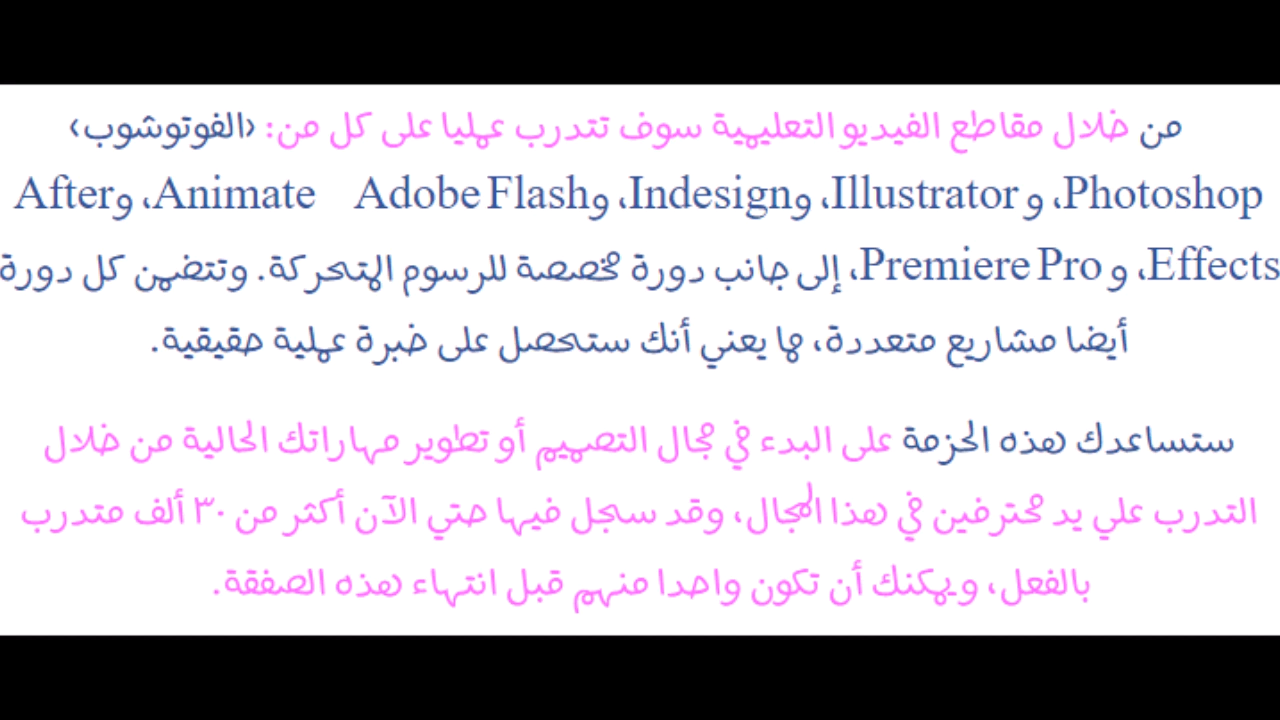 من خلال مقاطع الفيديو التعليمية سوف تتدرب عمليا على كل من: ‹الفوتوشوب›
Photoshop، و Illustrator، وIndesign، وAdobe Flash Animate، وAfter
Effects، و Premiere Pro، إلى جانب دورة مخصصة للرسوم المتحركة. وتتضمن كل دورة
أيضا مشاريع متعددة، ما يعني أنك ستحصل على خبرة عملية حقيقية.
ستساعدك هذه الحزمة على البدء في مجال التصميم أو تطوير مهاراتك الحالية من خلال
التدرب علي يد محترفين في هذا المجال، وقد سجل فيها حتي الآن أكثر من ٣٠ ألف متدرب
بالفعل، ويمكنك أن تكون واحدا منهم قبل انتهاء هذه الصفقة.